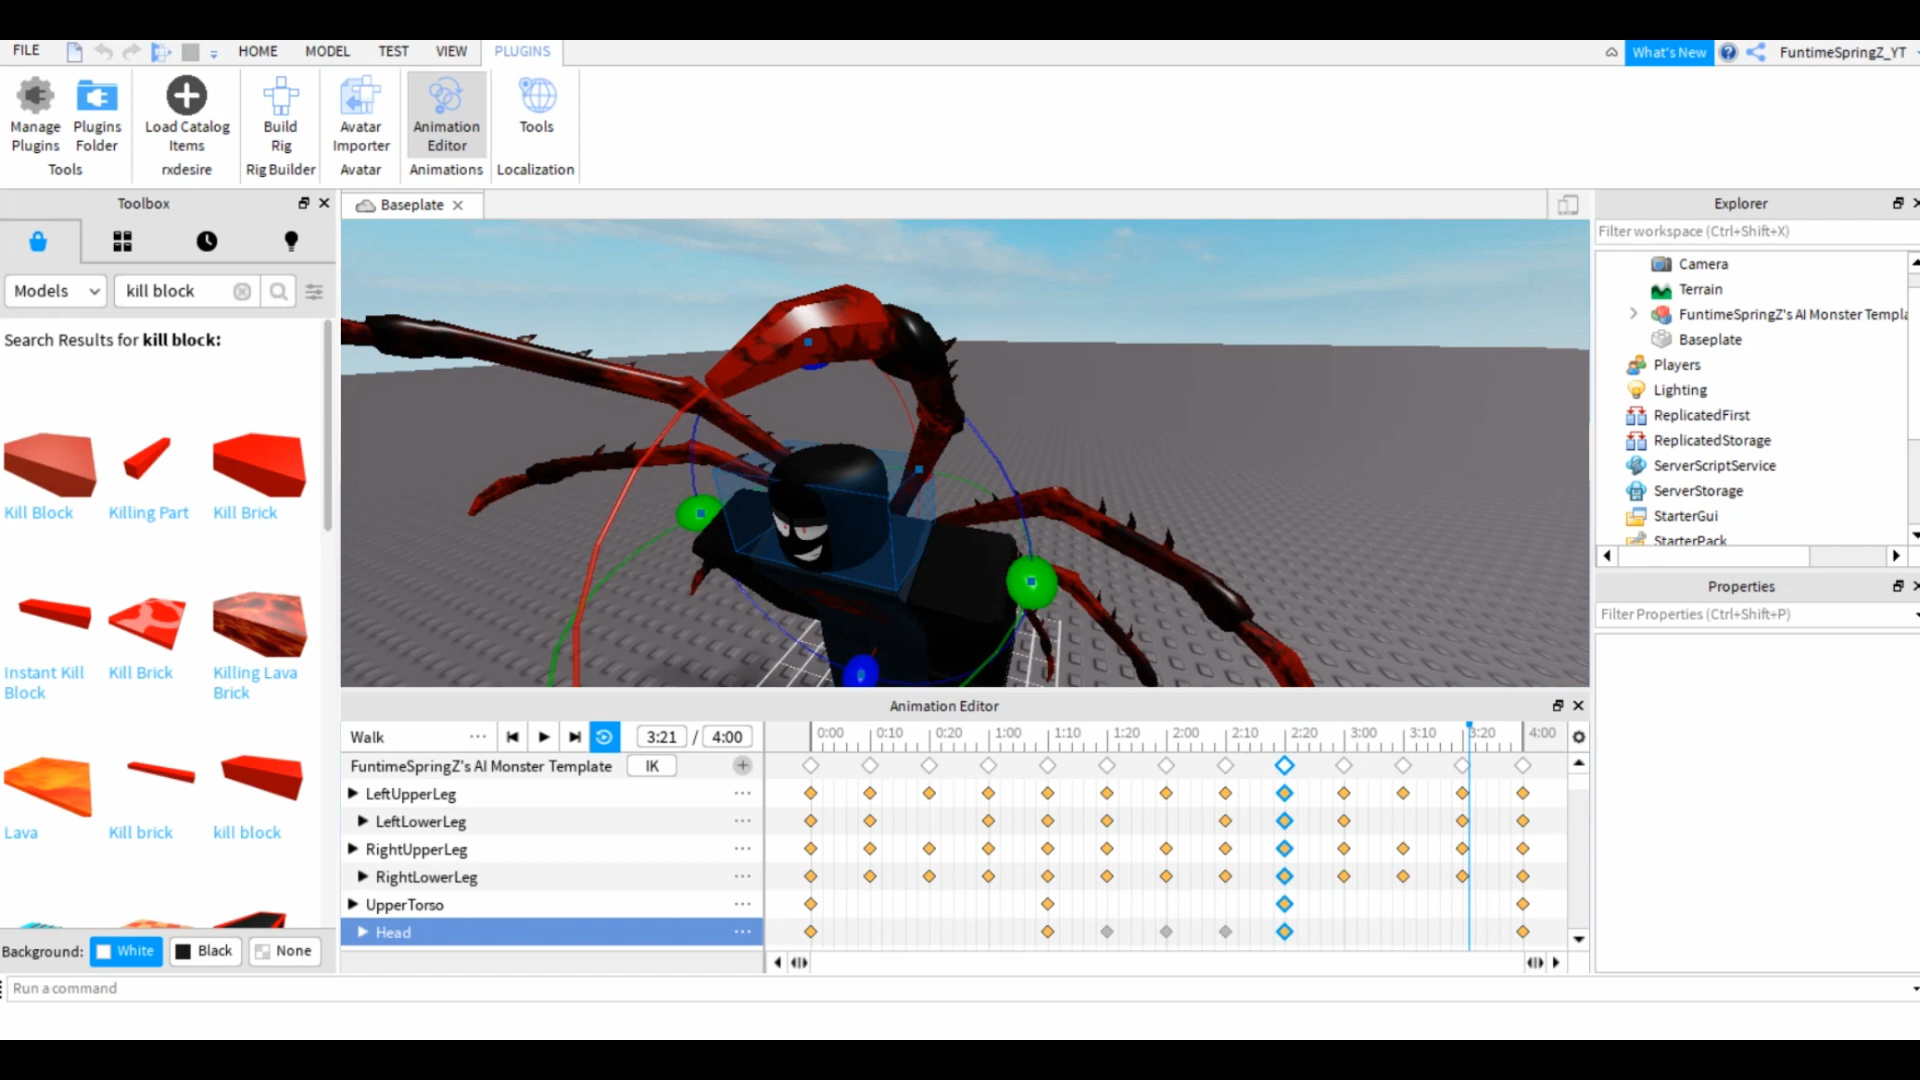 FILE HOME MODEL TEST VIEW PLUGINS What's New FuntimeSpringZ_YT
Manage Plugins Load Catalog Build Avatar Animation Tools
Plugins Folder Items Rig Importer Editor
Tools rxdesire Rig Builder Avatar Animations Localization
Toolbox
Models kill block
Search Results for kill block:
Kill Block Killing Part Kill Brick
Instant Kill Kill Brick Killing Lava
Block Brick
Lava Kill brick kill block
Background: White Black None
Run a command
Baseplate
Animation Editor
Walk 3:21 / 4:00 0:00 0:10 0:20 1:00 1:10 1:20 2:00 2:10 2:20 3:00 3:10 3:20 4:00
FuntimeSpringZ's AI Monster Template IK
LeftUpperLeg
LeftLowerLeg
RightUpperLeg
RightLowerLeg
UpperTorso
Head
Explorer
Filter workspace (Ctrl+Shift+X)
Camera
Terrain
FuntimeSpringZ's AI Monster Templa
Baseplate
Players
Lighting
ReplicatedFirst
ReplicatedStorage
ServerScriptService
ServerStorage
StarterGui
StarterPack
Properties
Filter Properties (Ctrl+Shift+P)